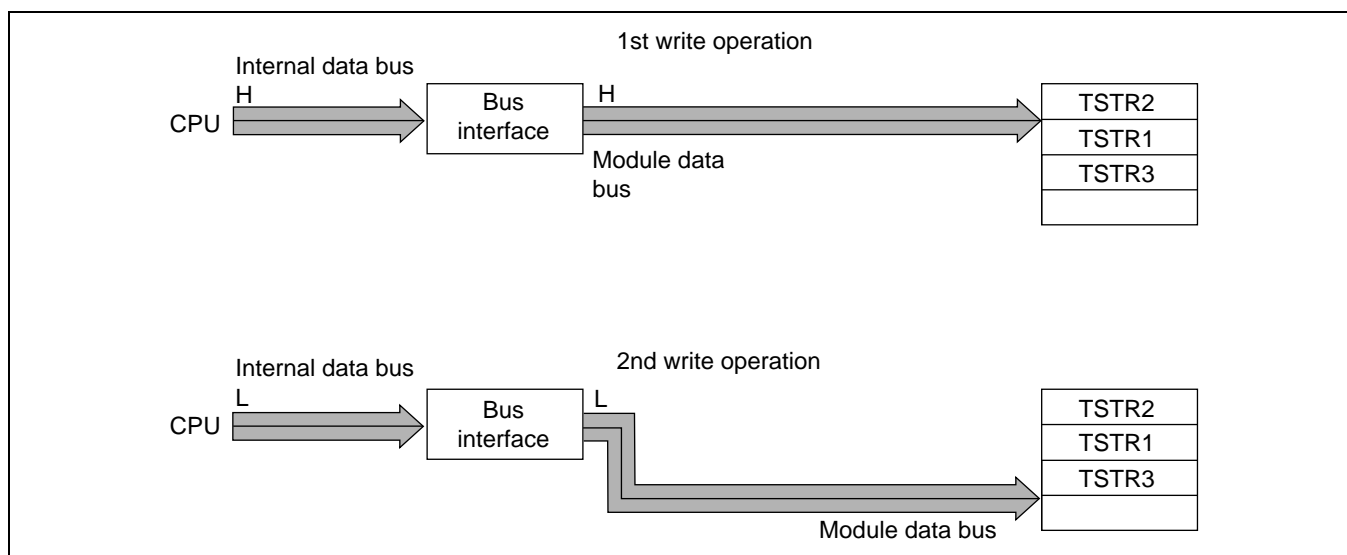 1st write operation
Internal data bus
H
CPU
Bus
interface
H
Module data
bus
TSTR2
TSTR1
TSTR3
2nd write operation
Internal data bus
L
CPU
Bus
interface
L
Module data bus
TSTR2
TSTR1
TSTR3